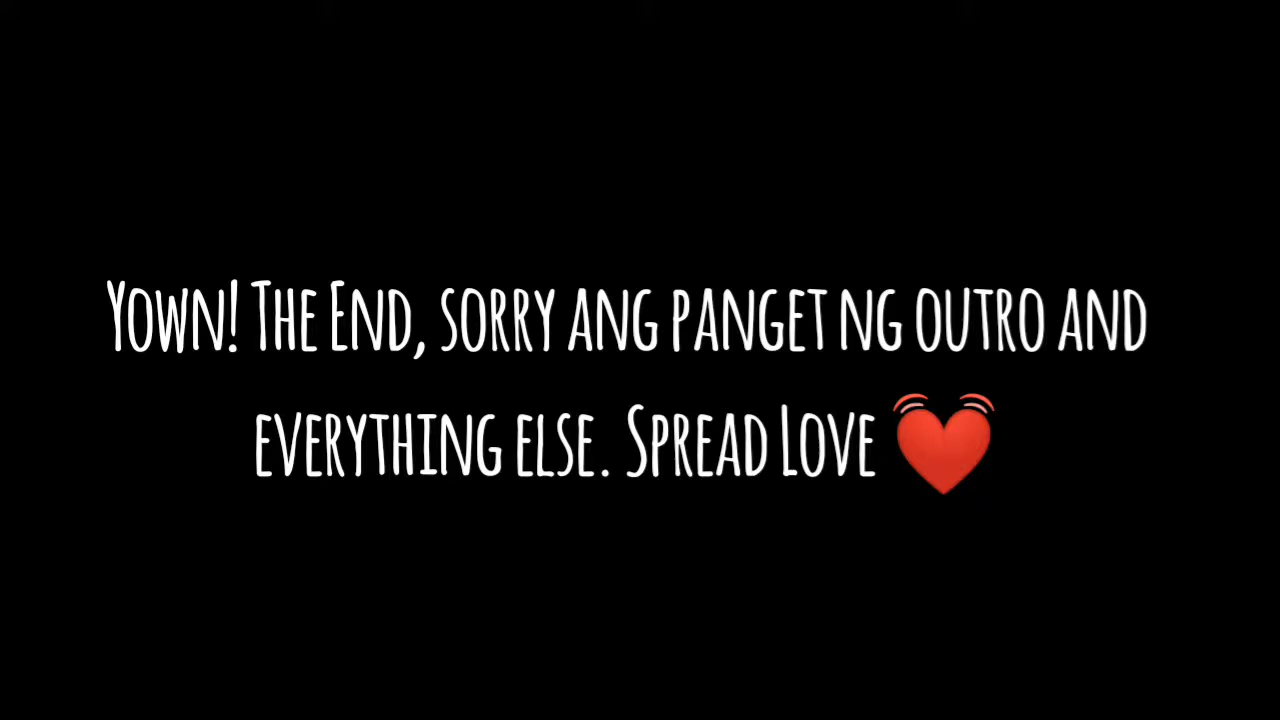 Yown! The End, sorry ang panget ng outro and
everything else. Spread Love 💓